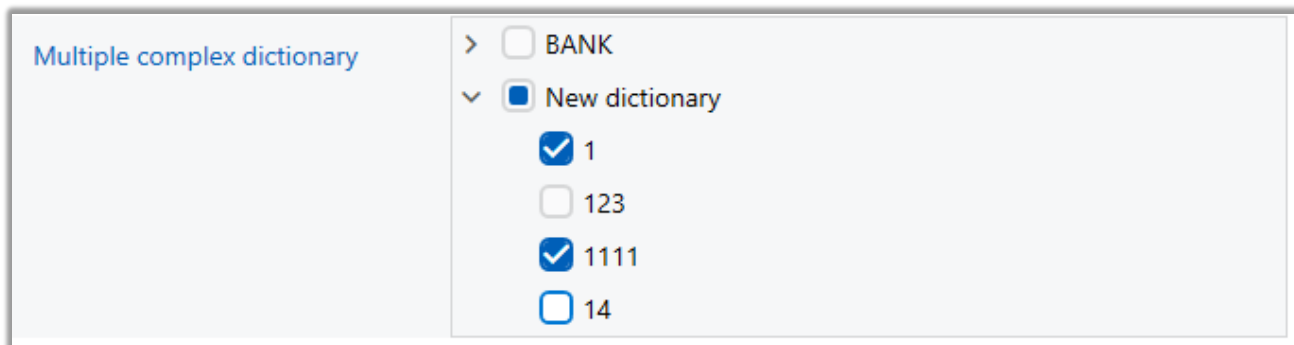 Multiple complex dictionary
BANK
New dictionary
1
123
1111
14